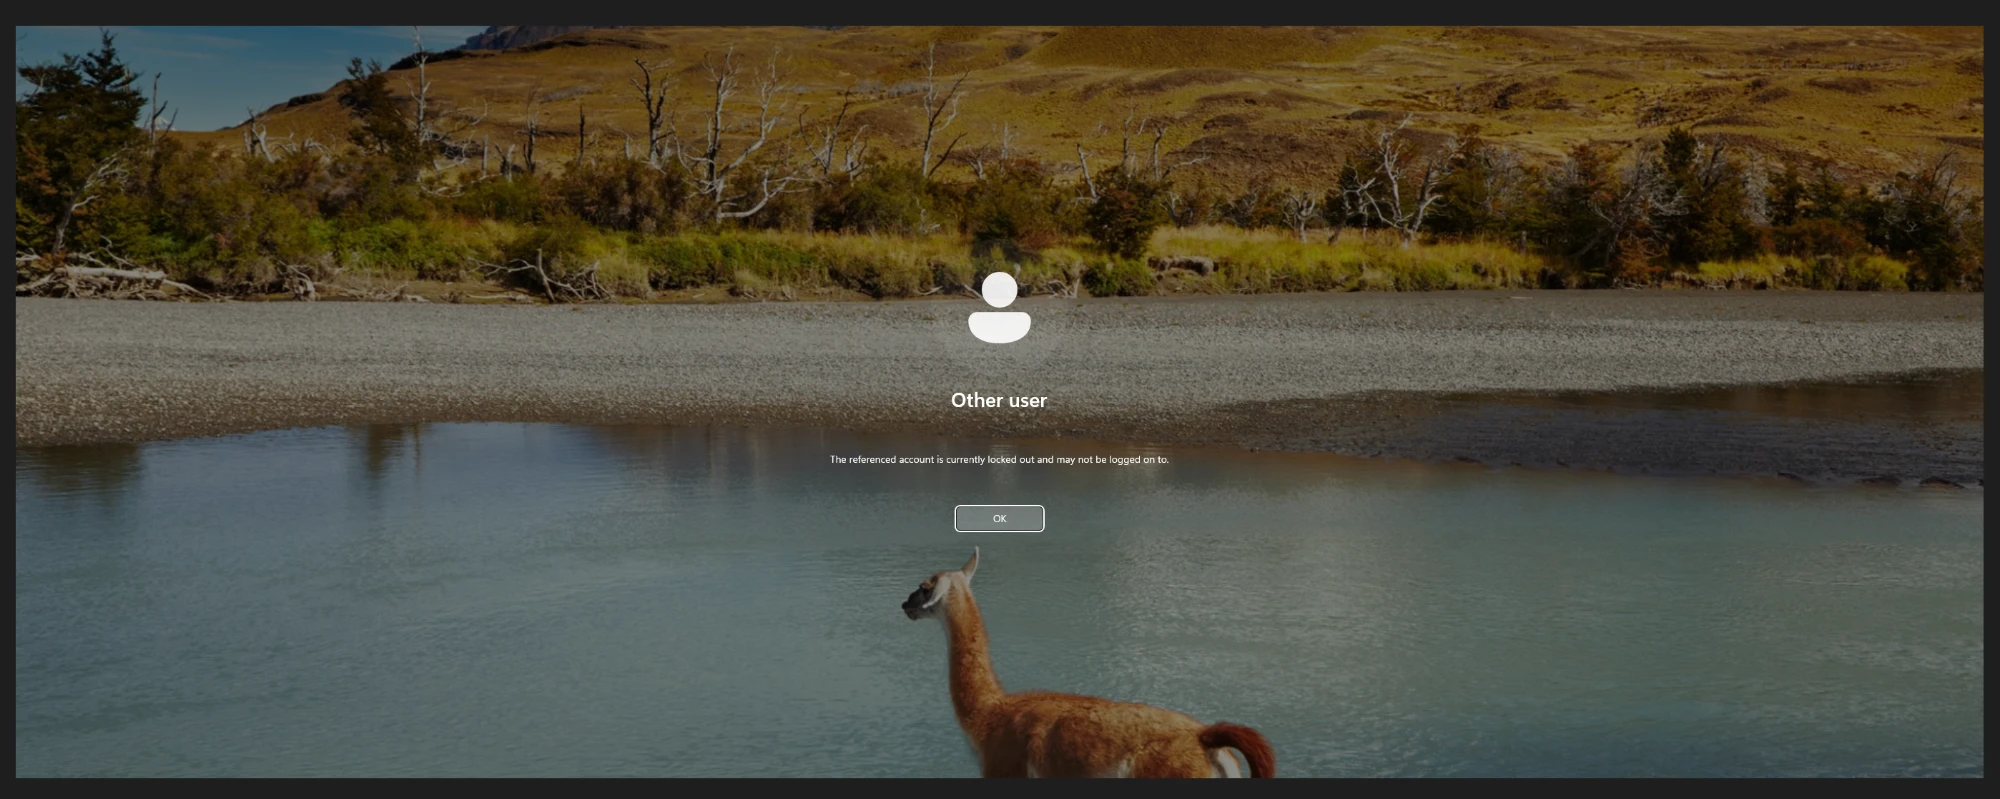 Other user
The referenced account is currently locked out and may not be logged on to.
OK